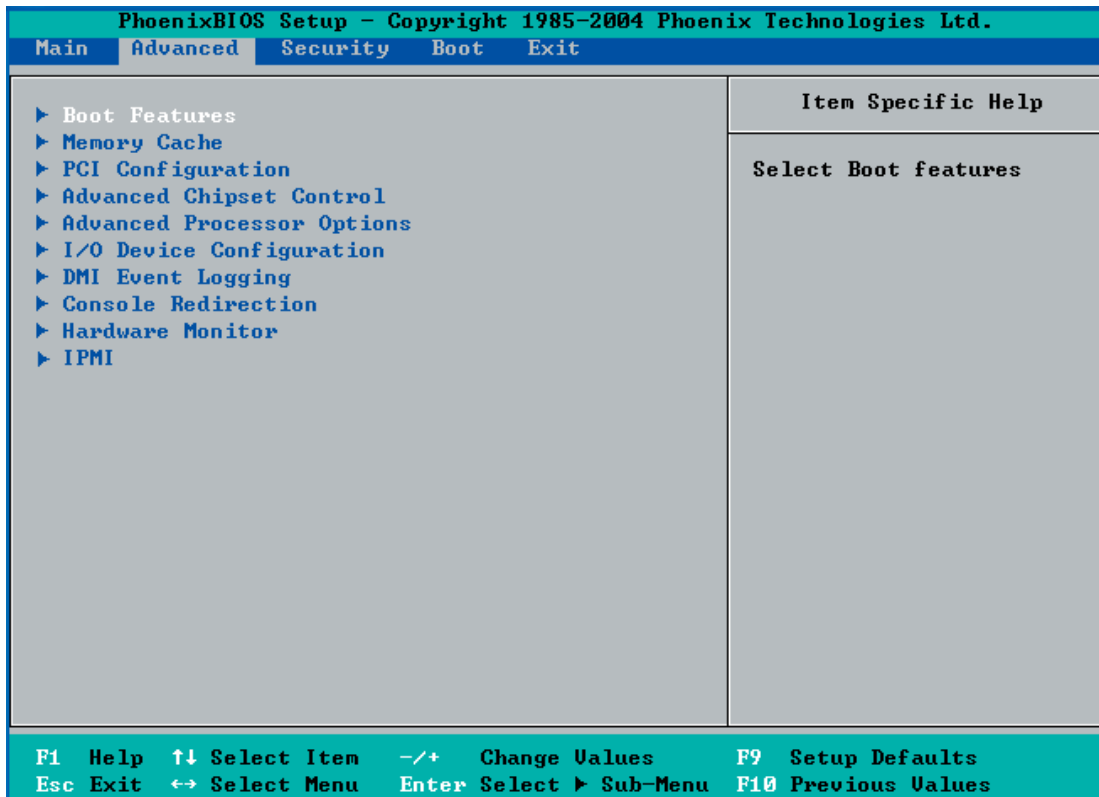 PhoenixBIOS Setup – Copyright 1985-2004 Phoenix Technologies Ltd.
Main Advanced Security Boot Exit
Item Specific Help
▶ Boot Features
▶ Memory Cache
▶ PCI Configuration
▶ Advanced Chipset Control
▶ Advanced Processor Options
▶ I/O Device Configuration
▶ DMI Event Logging
▶ Console Redirection
▶ Hardware Monitor
▶ IPMI
Select Boot features
F1 Help ↑↓ Select Item -/+ Change Values F9 Setup Defaults
Esc Exit ↔ Select Menu Enter Select ▶ Sub-Menu F10 Previous Values